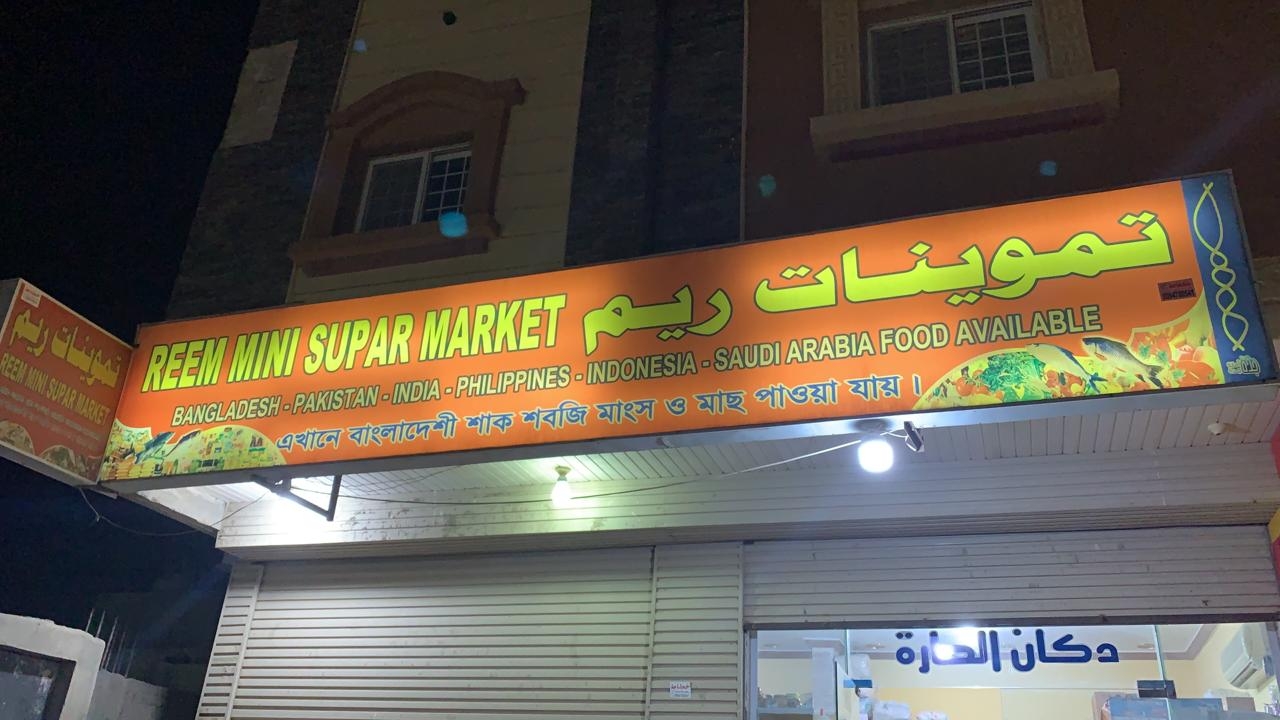 تموينات ريم
REEM MINI SUPAR MARKET
REEM MINI SUPAR MARKET تموينات ريم
BANGLADESH - PAKISTAN - INDIA - PHILIPPINES - INDONESIA - SAUDI ARABIA FOOD AVAILABLE
এখানে বাংলাদেশী শাক শবজি মাংস ও মাছ পাওয়া যায়।
دكان الحارة